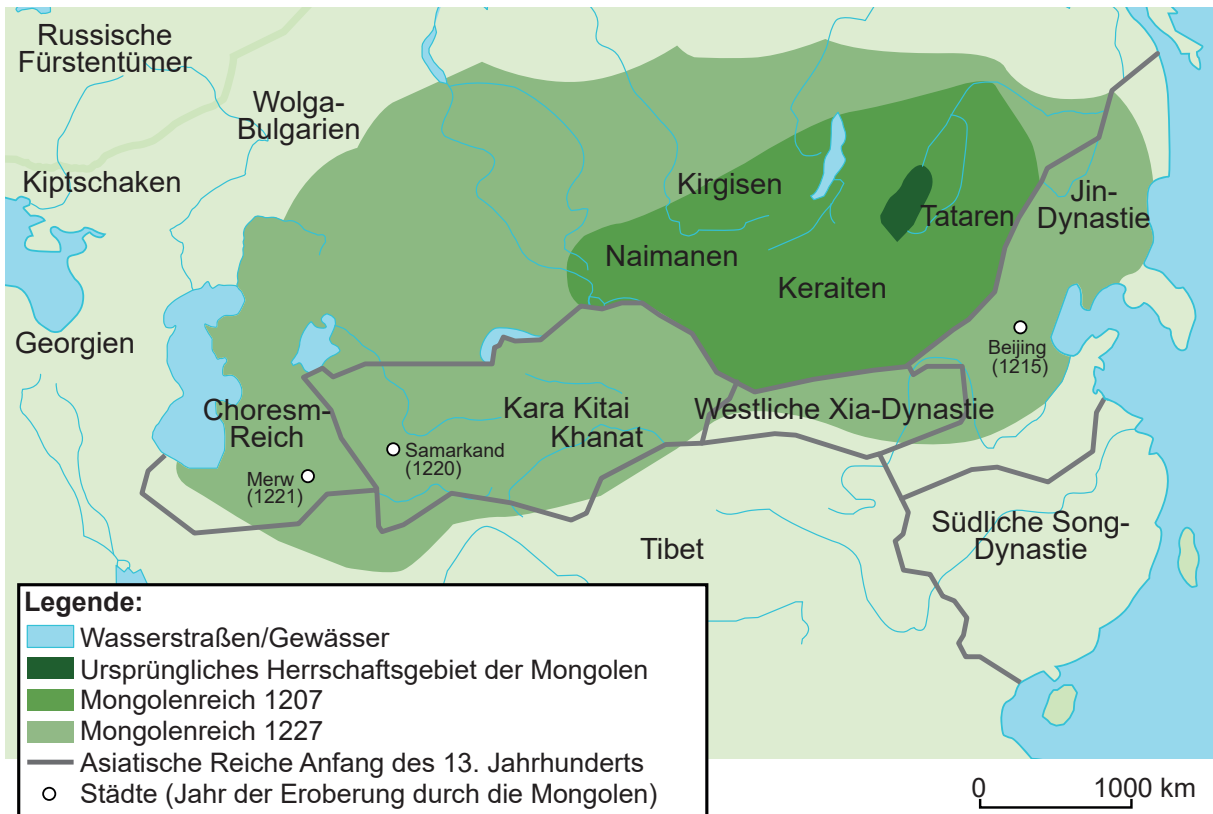 Russische
Fürstentümer
Wolga-
Bulgarien
Kiptschaken
Kirgisen
Jin-
Dynastie
Tataren
Naimanen
Keraiten
Georgien
Beijing
(1215)
Choresm-
Reich
Kara Kitai
Khanat
Westliche Xia-Dynastie
Samarkand
(1220)
Merw
(1221)
Südliche Song-
Dynastie
Tibet
Legende:
Wasserstraßen/Gewässer
Ursprüngliches Herrschaftsgebiet der Mongolen
Mongolenreich 1207
Mongolenreich 1227
Asiatische Reiche Anfang des 13. Jahrhunderts
Städte (Jahr der Eroberung durch die Mongolen)
0 1000 km